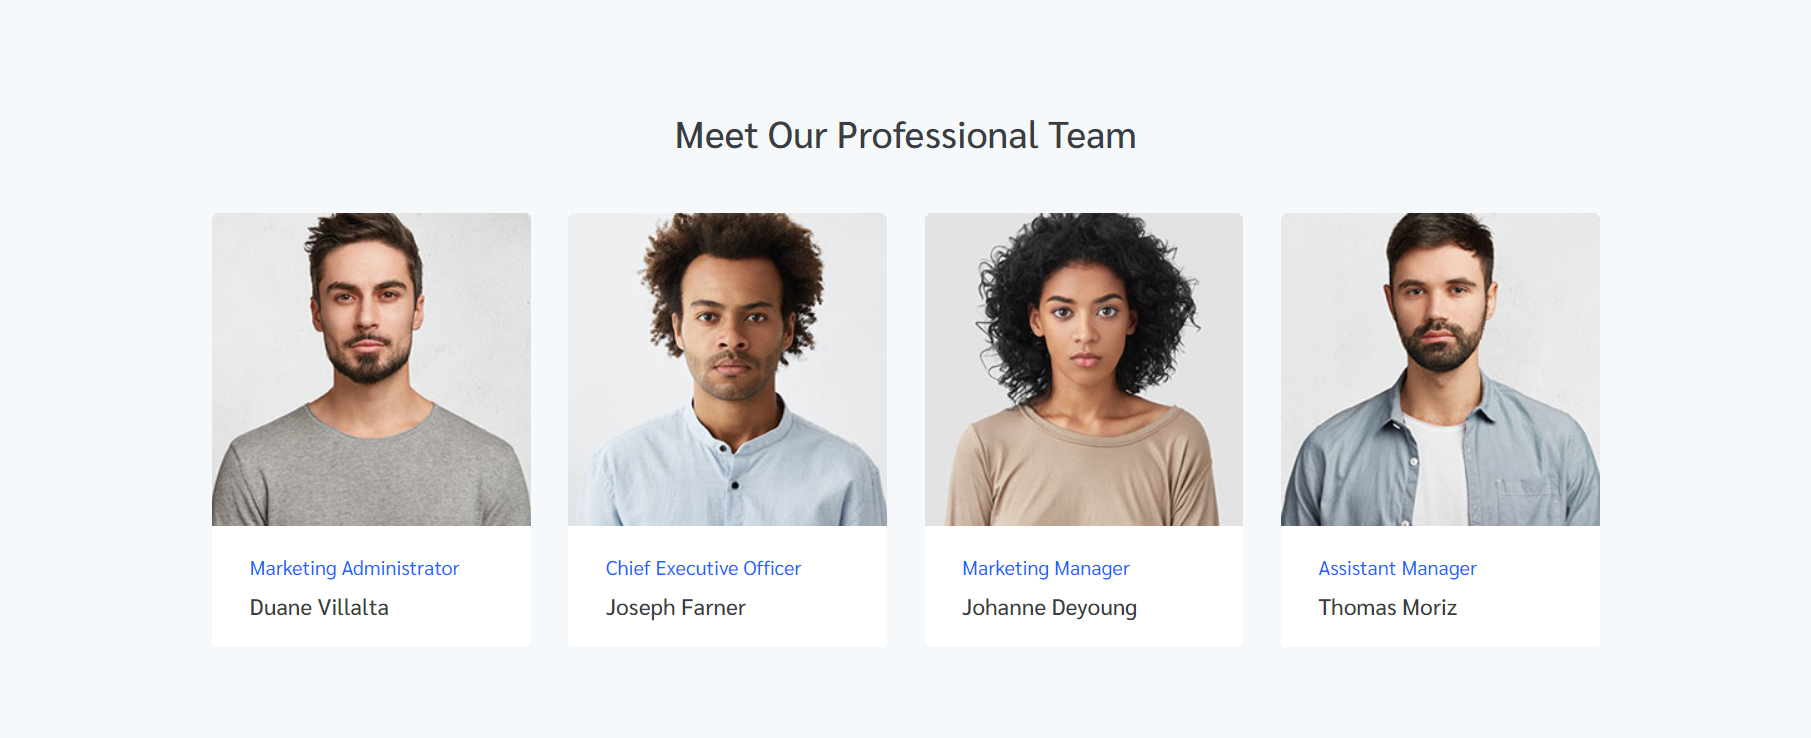 Meet Our Professional Team
Marketing Administrator
Duane Villalta
Chief Executive Officer
Joseph Farner
Marketing Manager
Johanne Deyoung
Assistant Manager
Thomas Moriz